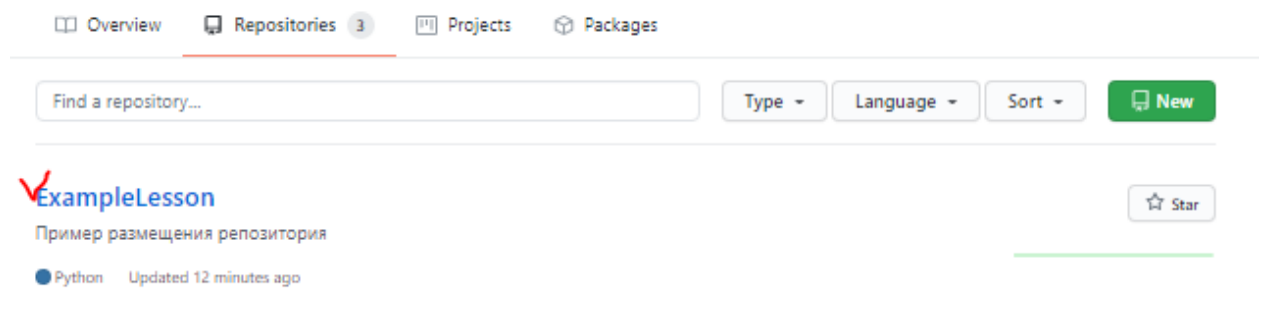 Overview Repositories 3 Projects Packages
Find a repository... Type Language Sort New
ExampleLesson Star
Пример размещения репозитория
Python Updated 12 minutes ago